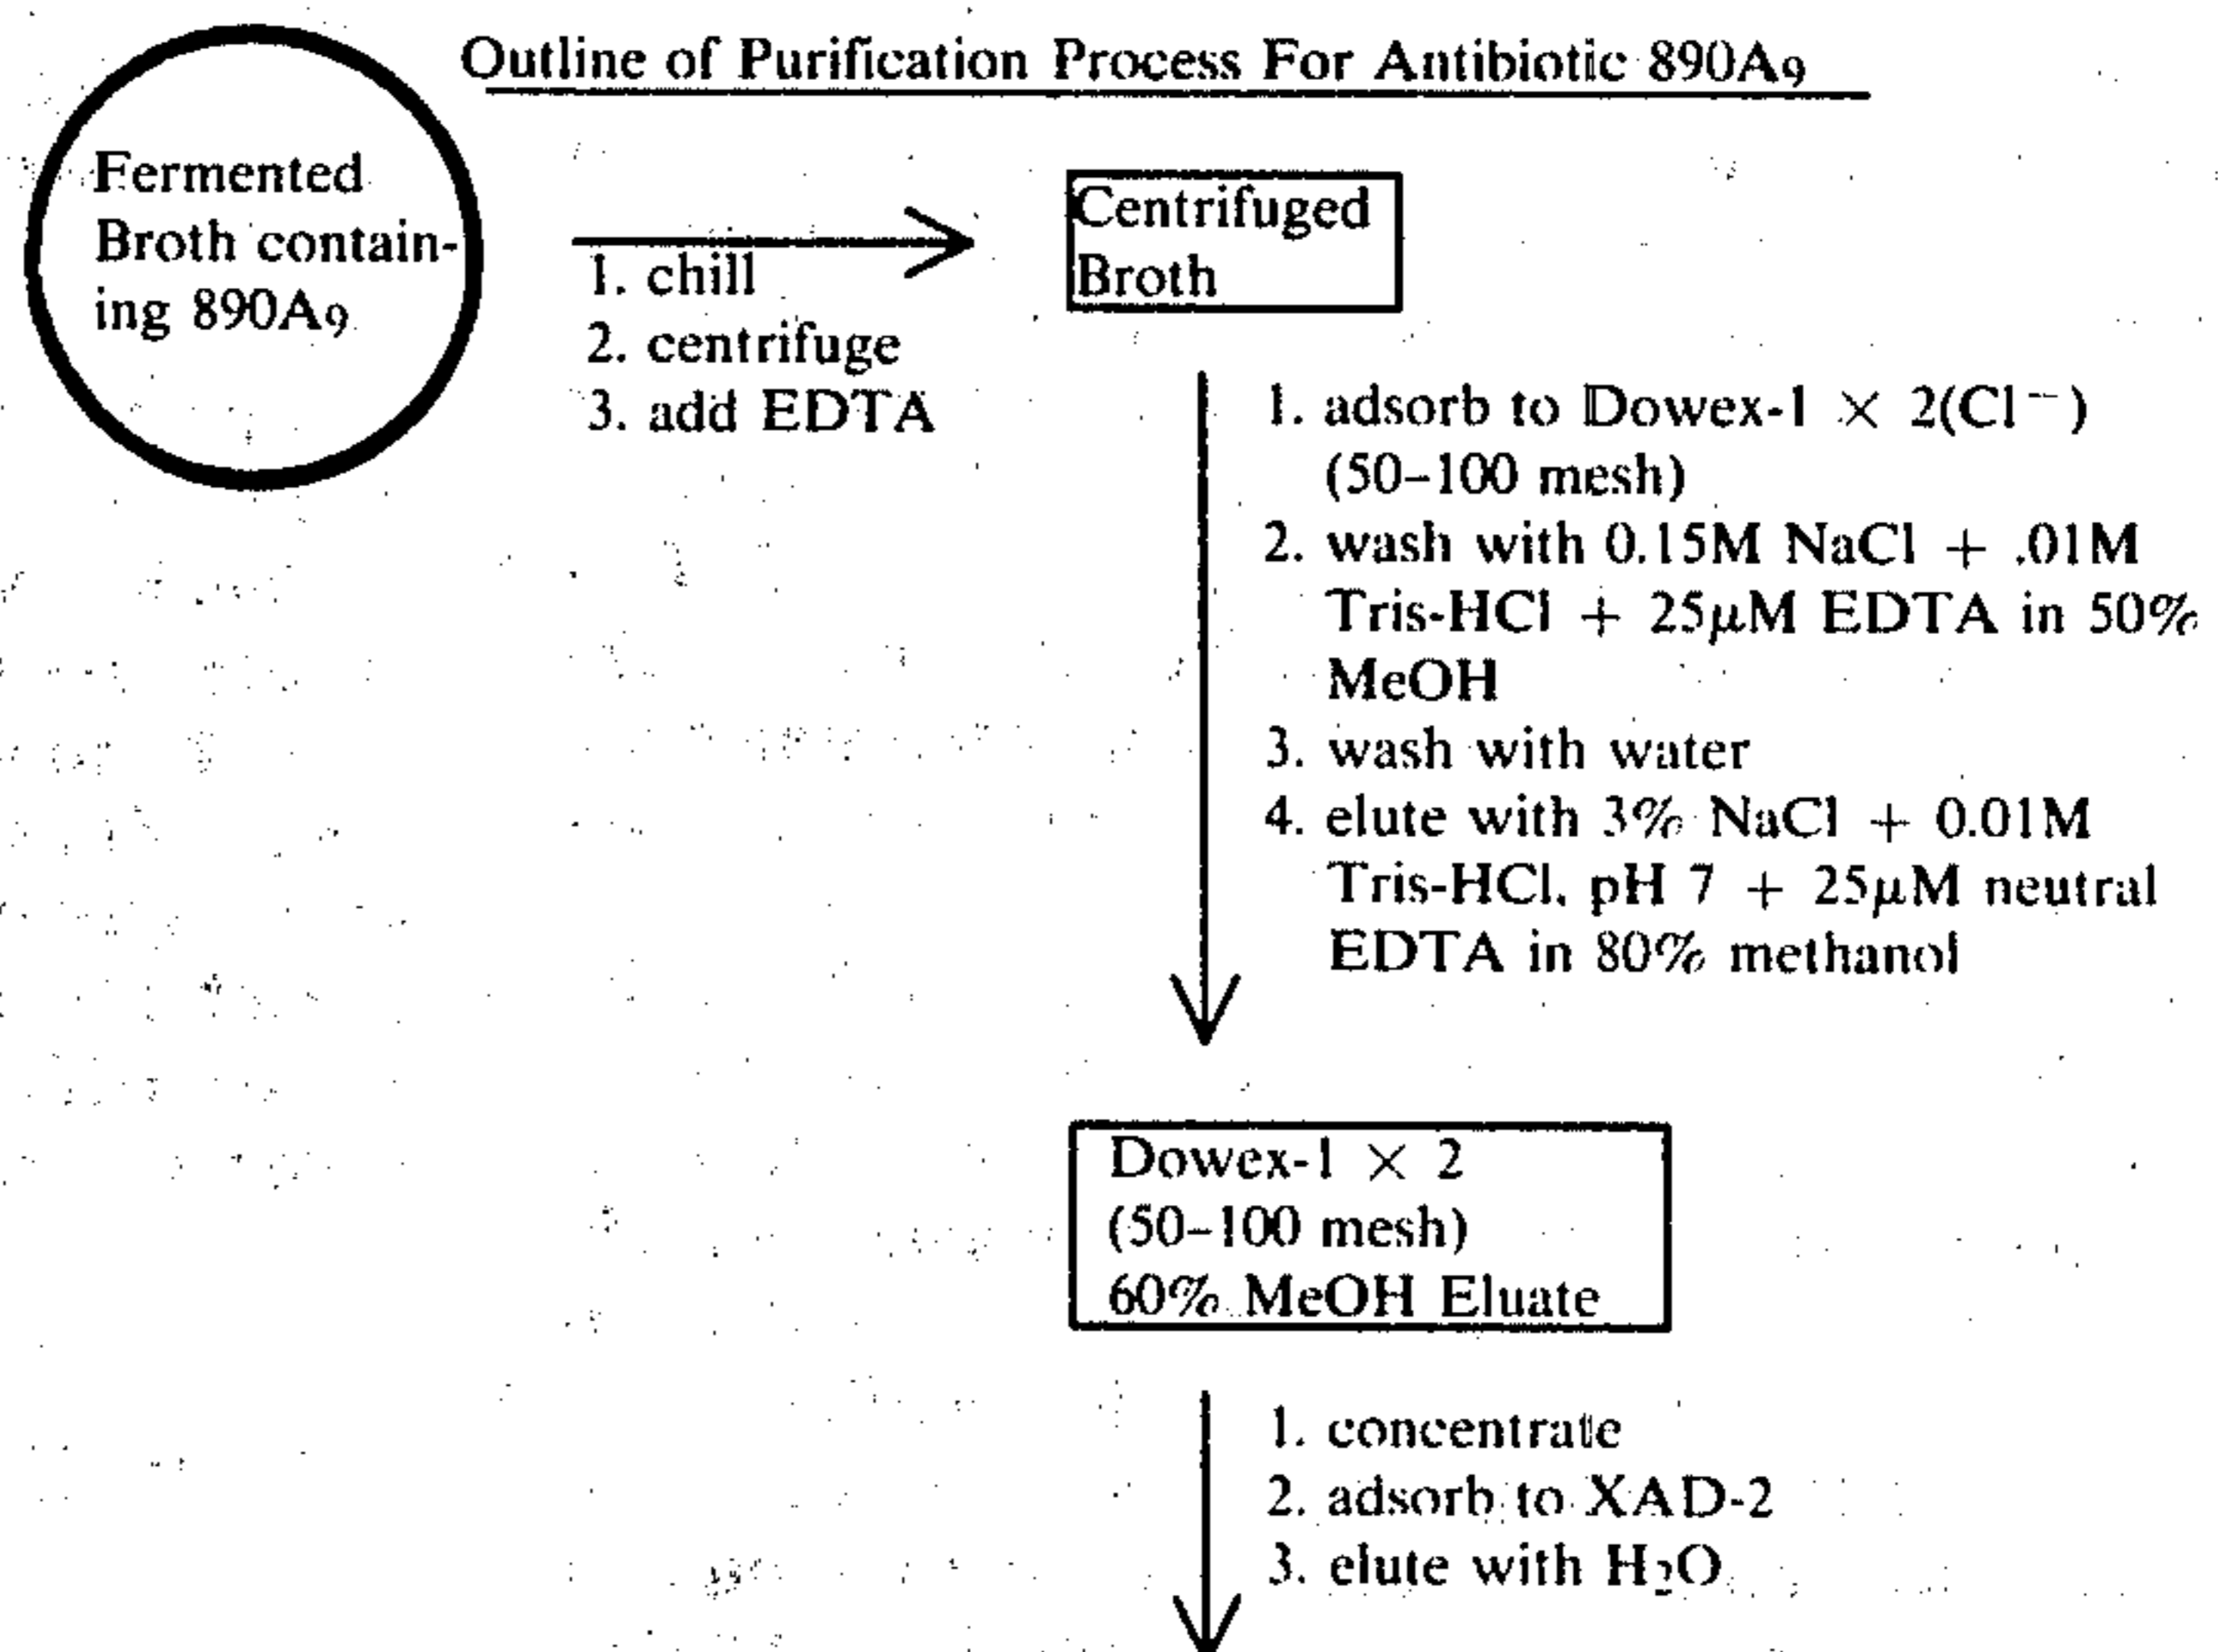 Outline of Purification Process For Antibiotic 890A₉
Fermented
Broth contain-
ing 890A₉
1. chill
2. centrifuge
3. add EDTA
Centrifuged
Broth
1. adsorb to Dowex-1 × 2(Cl⁻)
(50–100 mesh)
2. wash with 0.15M NaCl + .01M
Tris-HCl + 25μM EDTA in 50%
MeOH
3. wash with water
4. elute with 3% NaCl + 0.01M
Tris-HCl, pH 7 + 25μM neutral
EDTA in 80% methanol
Dowex-1 × 2
(50–100 mesh)
60% MeOH Eluate
1. concentrate
2. adsorb to XAD-2
3. elute with H₂O